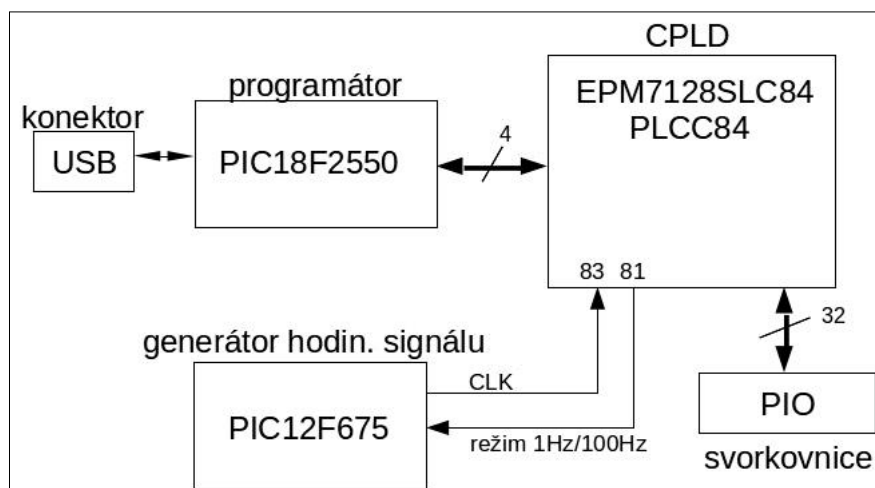 CPLD
EPM7128SLC84
PLCC84
programátor
PIC18F2550
konektor
USB
4
83 81
32
generátor hodin. signálu
PIC12F675
CLK
režim 1Hz/100Hz
PIO
svorkovnice